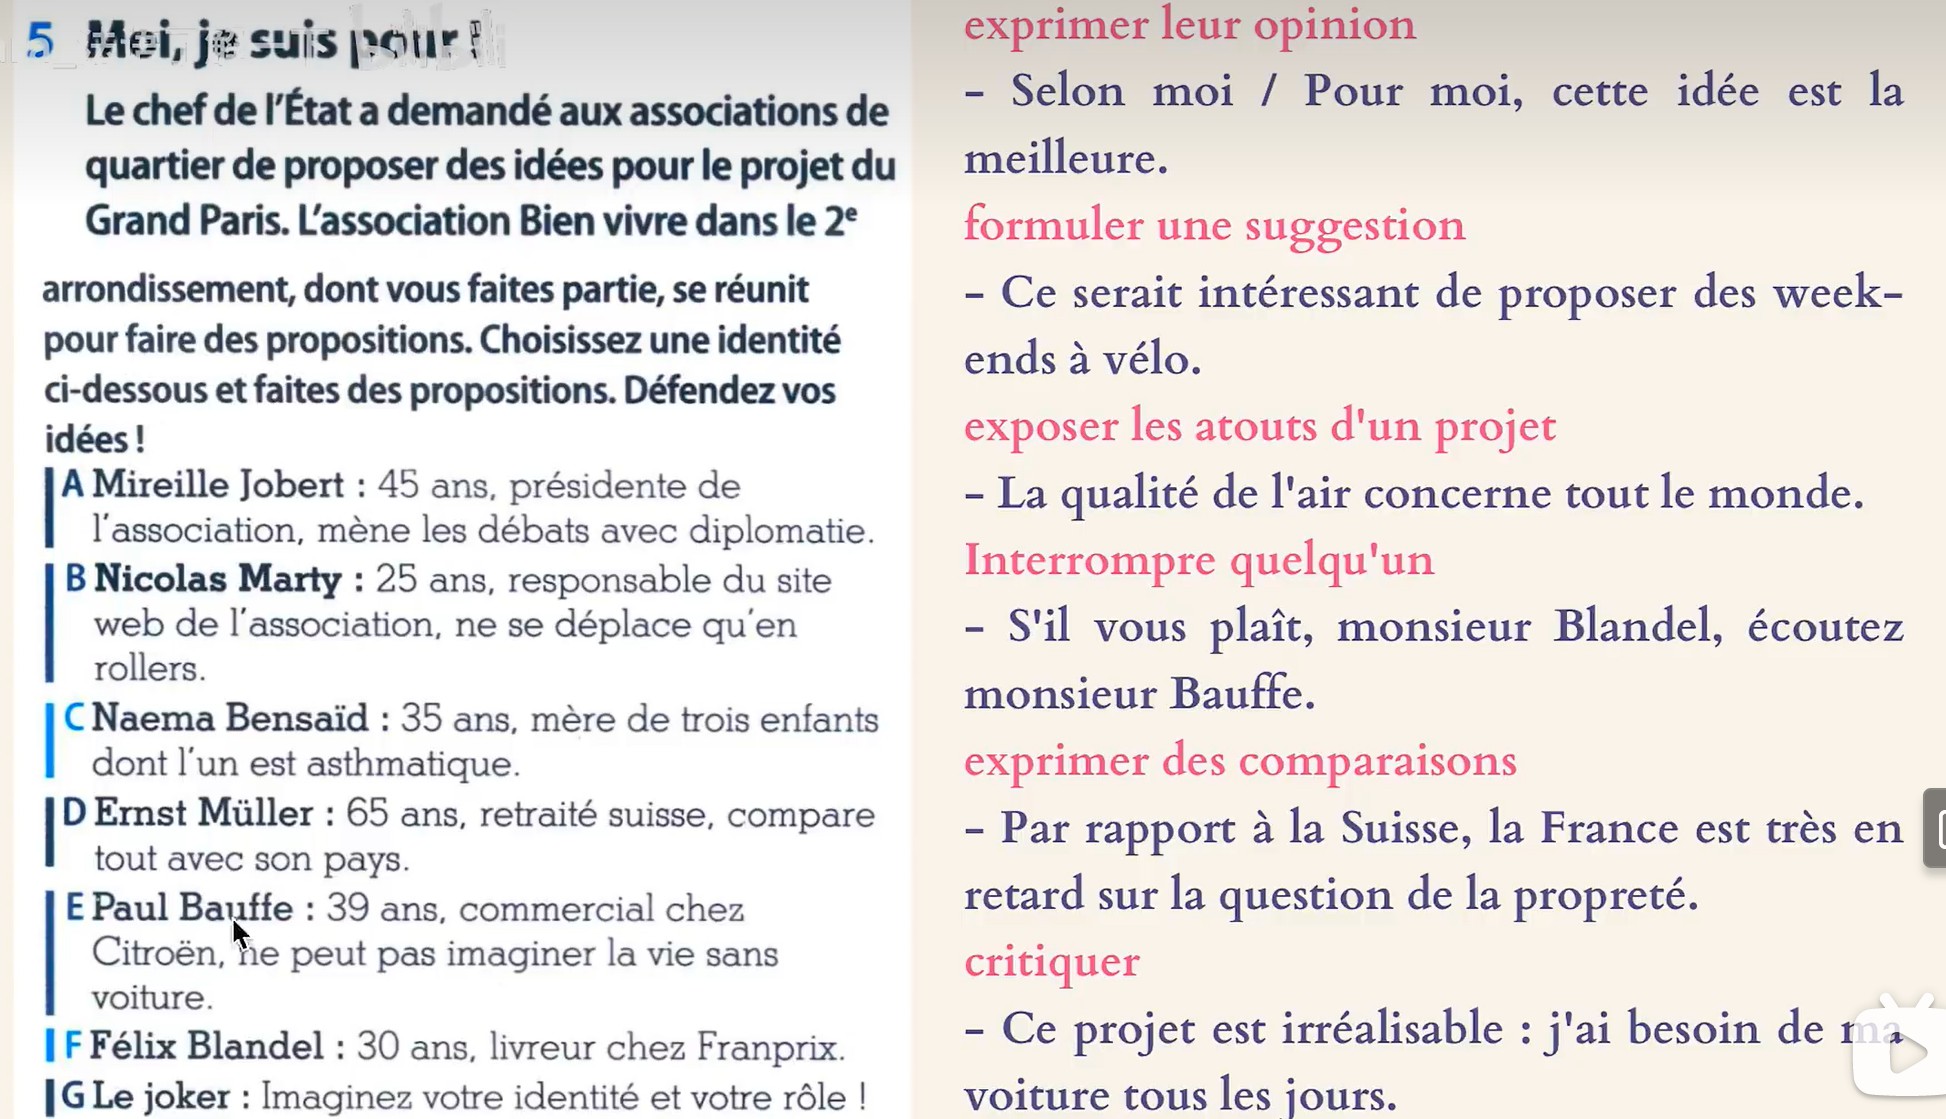 5 Moi, je suis pour !
Le chef de l'État a demandé aux associations de
quartier de proposer des idées pour le projet du
Grand Paris. L'association Bien vivre dans le 2e
arrondissement, dont vous faites partie, se réunit
pour faire des propositions. Choisissez une identité
ci-dessous et faites des propositions. Défendez vos
idées !
A Mireille Jobert : 45 ans, présidente de
l'association, mène les débats avec diplomatie.
B Nicolas Marty : 25 ans, responsable du site
web de l'association, ne se déplace qu'en
rollers.
C Naema Bensaïd : 35 ans, mère de trois enfants
dont l'un est asthmatique.
D Ernst Müller : 65 ans, retraité suisse, compare
tout avec son pays.
E Paul Bauffe : 39 ans, commercial chez
Citroën, ne peut pas imaginer la vie sans
voiture.
F Félix Blandel : 30 ans, livreur chez Franprix.
G Le joker : Imaginez votre identité et votre rôle !
exprimer leur opinion
- Selon moi / Pour moi, cette idée est la
meilleure.
formuler une suggestion
- Ce serait intéressant de proposer des week-
ends à vélo.
exposer les atouts d'un projet
- La qualité de l'air concerne tout le monde.
Interrompre quelqu'un
- S'il vous plaît, monsieur Blandel, écoutez
monsieur Bauffe.
exprimer des comparaisons
- Par rapport à la Suisse, la France est très en
retard sur la question de la propreté.
critiquer
- Ce projet est irréalisable : j'ai besoin de ma
voiture tous les jours.